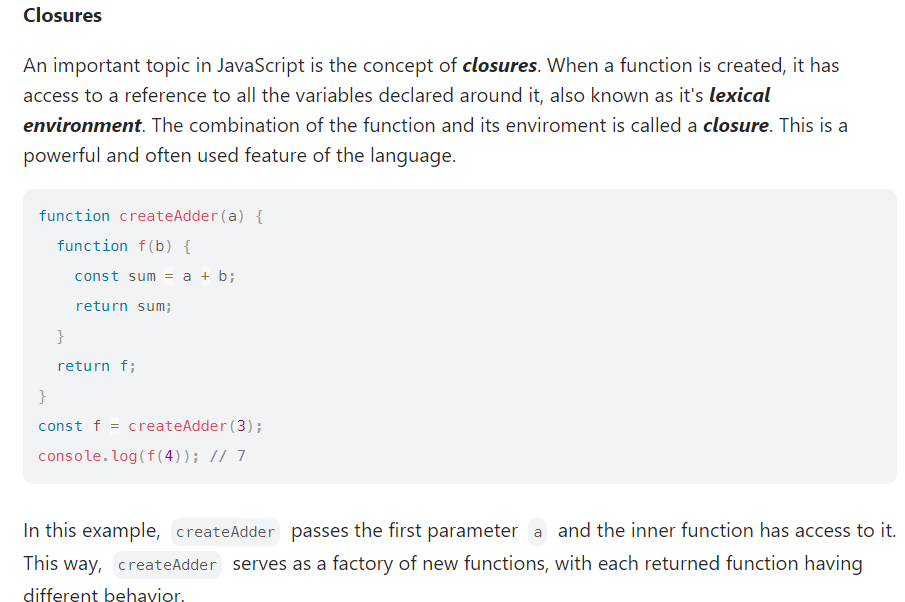 Closures
An important topic in JavaScript is the concept of closures. When a function is created, it has
access to a reference to all the variables declared around it, also known as it's lexical
environment. The combination of the function and its enviroment is called a closure. This is a
powerful and often used feature of the language.
function createAdder(a) {
  function f(b) {
    const sum = a + b;
    return sum;
  }
  return f;
}
const f = createAdder(3);
console.log(f(4)); // 7
In this example, createAdder passes the first parameter a and the inner function has access to it.
This way, createAdder serves as a factory of new functions, with each returned function having
different behavior.